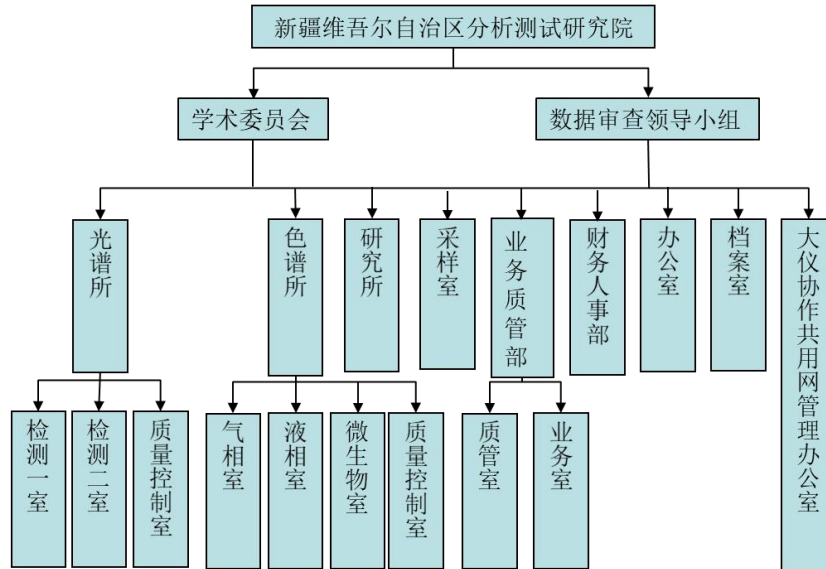 新疆维吾尔自治区分析测试研究院
学术委员会
数据审查领导小组
光谱所
色谱所
研究所
采样室
业务质管部
财务人事部
办公室
档案室
大仪协作共用网管理办公室
检测一室
检测二室
质量控制室
气相室
液相室
微生物室
质量控制室
质管室
业务室